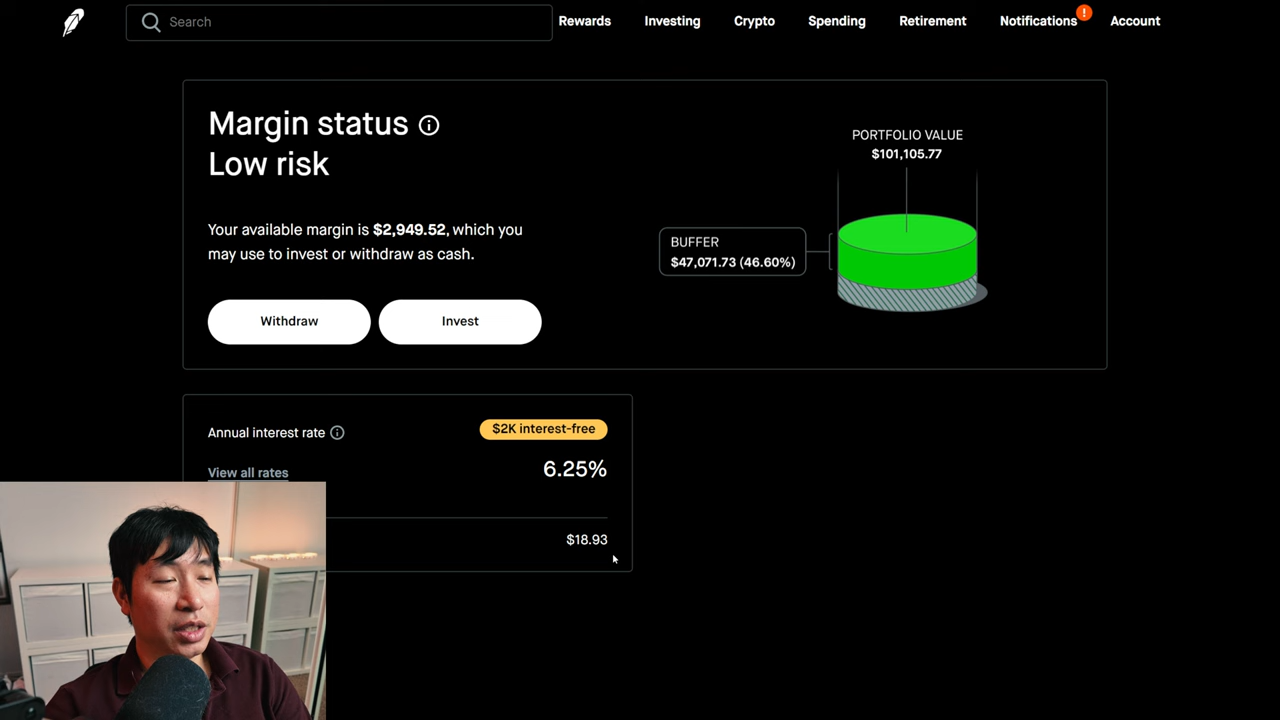 Search
Rewards
Investing
Crypto
Spending
Retirement
Notifications
!
Account
Margin status
Low risk
Your available margin is $2,949.52, which you
may use to invest or withdraw as cash.
Withdraw
Invest
PORTFOLIO VALUE
$101,105.77
BUFFER
$47,071.73 (46.60%)
Annual interest rate
$2K interest-free
View all rates
6.25%
$18.93